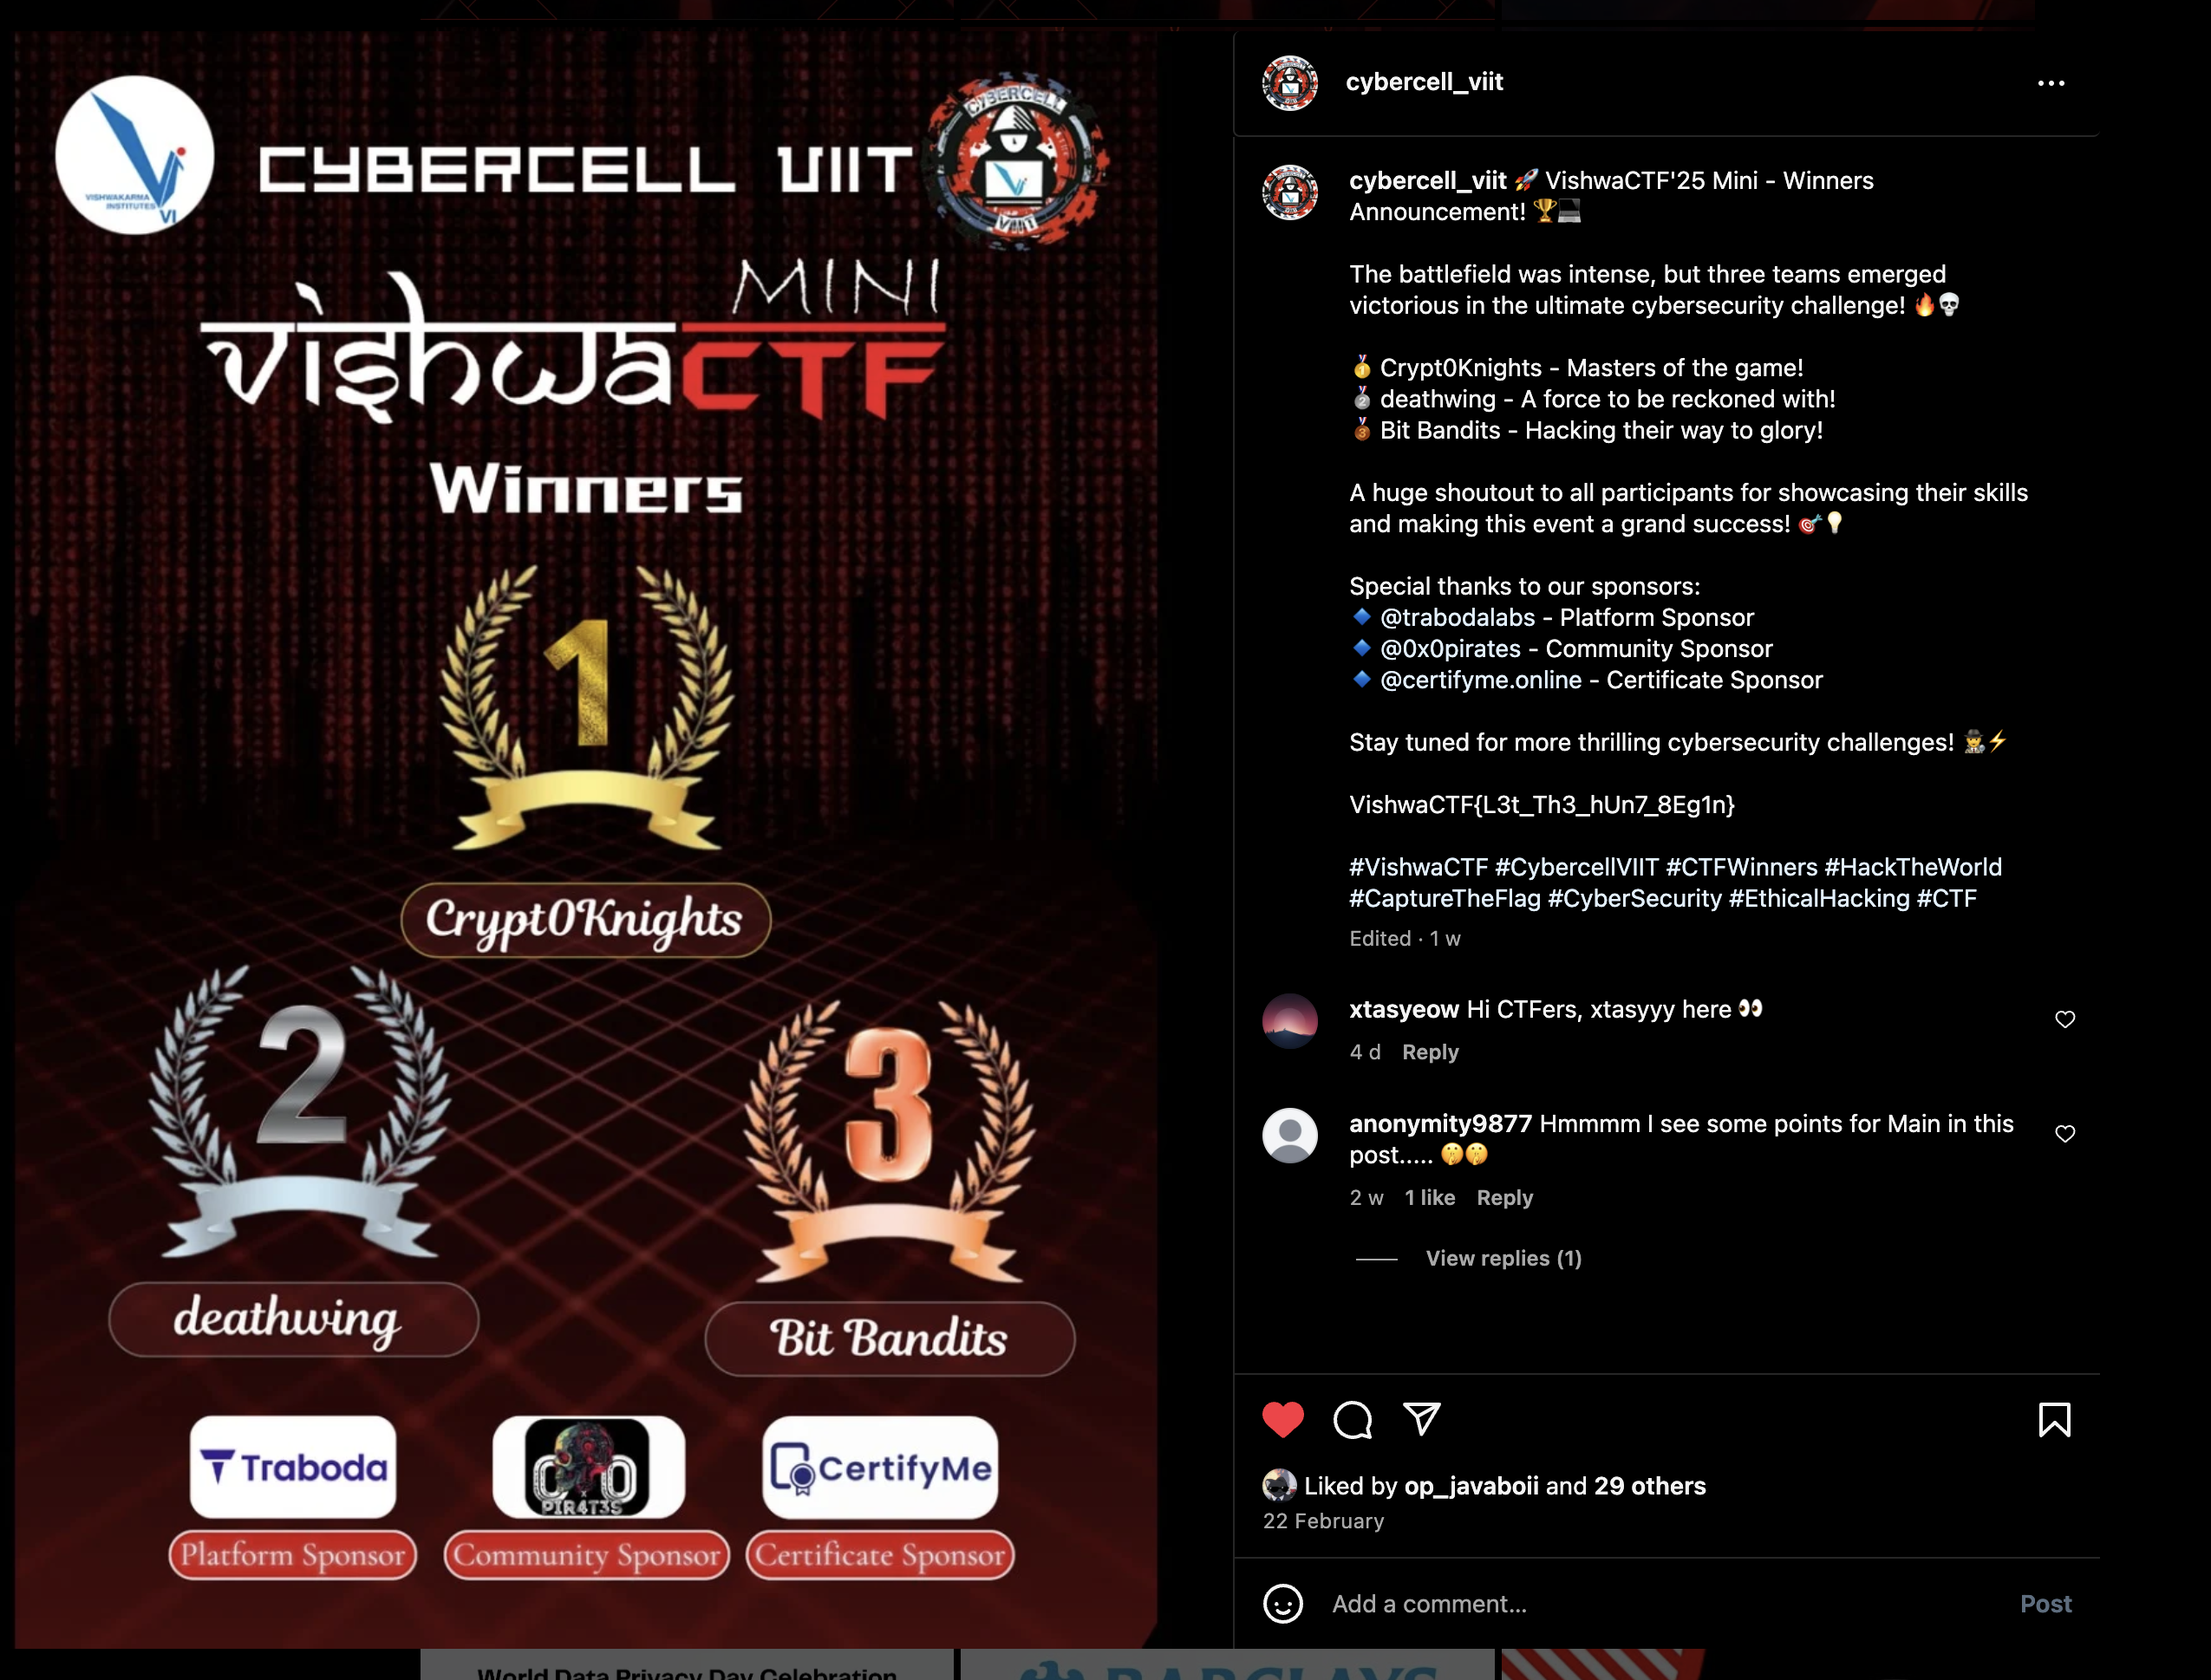 VISHWAKARMA
INSTITUTES
VI
CYBERCELL VIIT
CYBERCELL
VIIT
MINI
vishwaCTF
Winners
1
Crypt0Knights
2
deathwing
3
Bit Bandits
Traboda
Platform Sponsor
0x0
PIR4T3S
Community Sponsor
CertifyMe
Certificate Sponsor
cybercell_viit
cybercell_viit 🚀 VishwaCTF'25 Mini - Winners
Announcement! 🏆💻
The battlefield was intense, but three teams emerged
victorious in the ultimate cybersecurity challenge! 🔥💀
🥇 Crypt0Knights - Masters of the game!
🥈 deathwing - A force to be reckoned with!
🥉 Bit Bandits - Hacking their way to glory!
A huge shoutout to all participants for showcasing their skills
and making this event a grand success! 🎯💡
Special thanks to our sponsors:
🔹 @trabodalabs - Platform Sponsor
🔹 @0x0pirates - Community Sponsor
🔹 @certifyme.online - Certificate Sponsor
Stay tuned for more thrilling cybersecurity challenges! 🕵️⚡
VishwaCTF{L3t_Th3_hUn7_8Eg1n}
#VishwaCTF #CybercellVIIT #CTFWinners #HackTheWorld
#CaptureTheFlag #CyberSecurity #EthicalHacking #CTF
Edited · 1 w
xtasyeow Hi CTFers, xtasyyy here 👀
4 d Reply
anonymity9877 Hmmmm I see some points for Main in this
post..... 🤫🤫
2 w 1 like Reply
View replies (1)
Liked by op_javaboii and 29 others
22 February
Add a comment...
Post
World Data Privacy Day Celebration
BARCLAYS